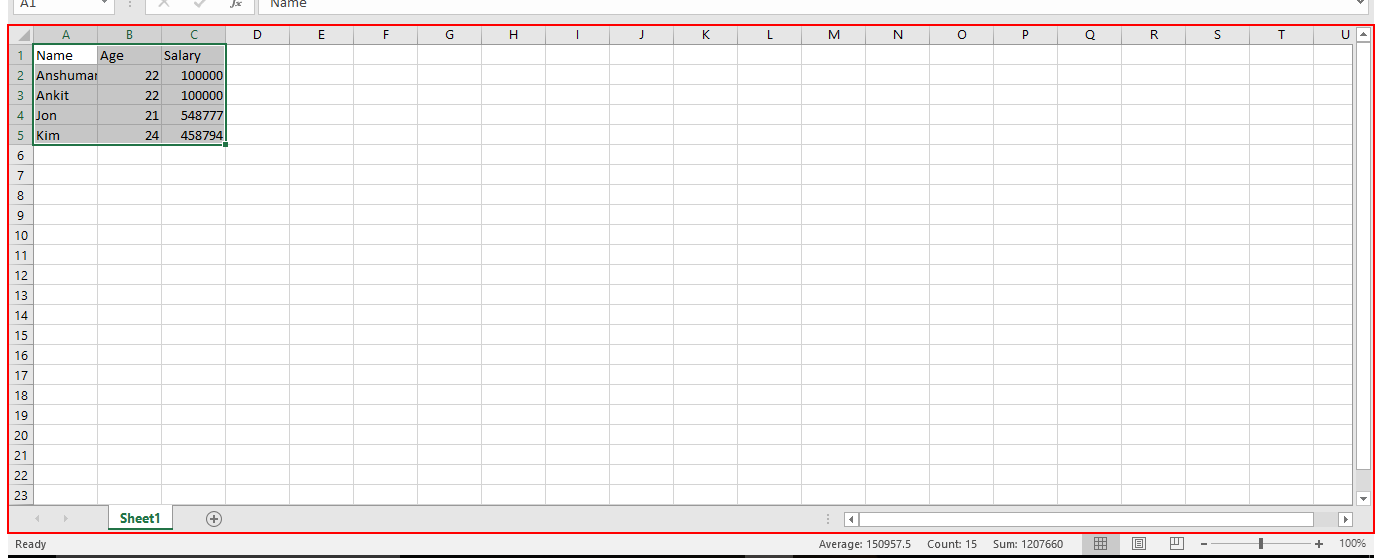 A1 fx Name
A B C D E F G H I J K L M N O P Q R S T U
1 Name Age Salary
2 Anshuman 22 100000
3 Ankit 22 100000
4 Jon 21 548777
5 Kim 24 458794
6
7
8
9
10
11
12
13
14
15
16
17
18
19
20
21
22
23
Sheet1
Ready Average: 150957.5 Count: 15 Sum: 1207660 100%